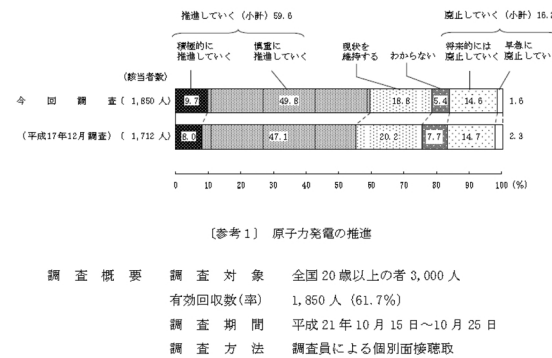 推進していく（小計）59.6
廃止していく（小計）16.
積極的に
推進していく
慎重に
推進していく
現状を
維持する
わからない
将来的には
廃止していく
早急に
廃止してい
（該当者数）
今回調査（ 1,850 人）
9.7 49.8 18.8 5.4 14.6 1.6
（平成17年12月調査）（ 1,712 人）
8.0 47.1 20.2 7.7 14.7 2.3
0 10 20 30 40 50 60 70 80 90 100 (%)
〔参考１〕 原子力発電の推進
調査概要 調査対象 全国20歳以上の者3,000人
有効回収数(率) 1,850人（61.7%）
調査期間 平成21年10月15日～10月25日
調査方法 調査員による個別面接聴取